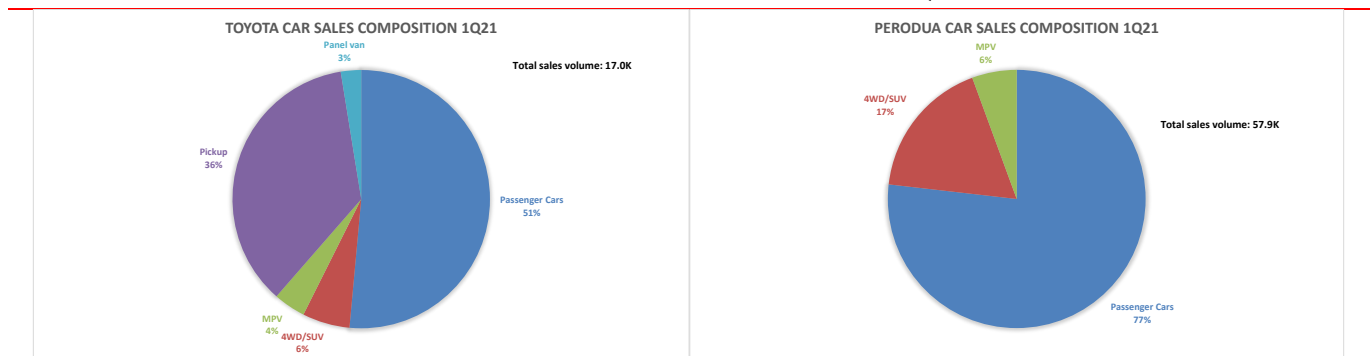 TOYOTA CAR SALES COMPOSITION 1Q21
Panel van
3%
Total sales volume: 17.0K
Pickup
36%
Passenger Cars
51%
MPV
4%
4WD/SUV
6%
PERODUA CAR SALES COMPOSITION 1Q21
MPV
6%
4WD/SUV
17%
Total sales volume: 57.9K
Passenger Cars
77%